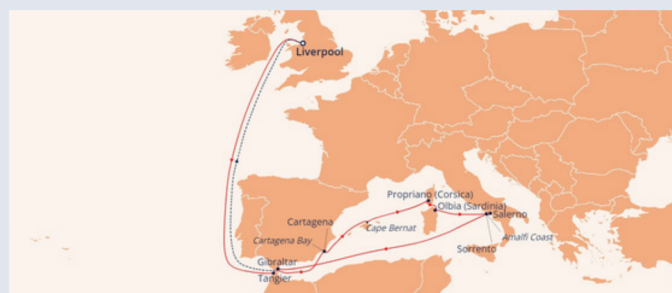 Liverpool
Propriano (Corsica)
Olbia (Sardinia)
Salerno
Cartagena
Cape Bernat
Cartagena Bay
Amalfi Coast
Sorrento
Gibraltar
Tangier